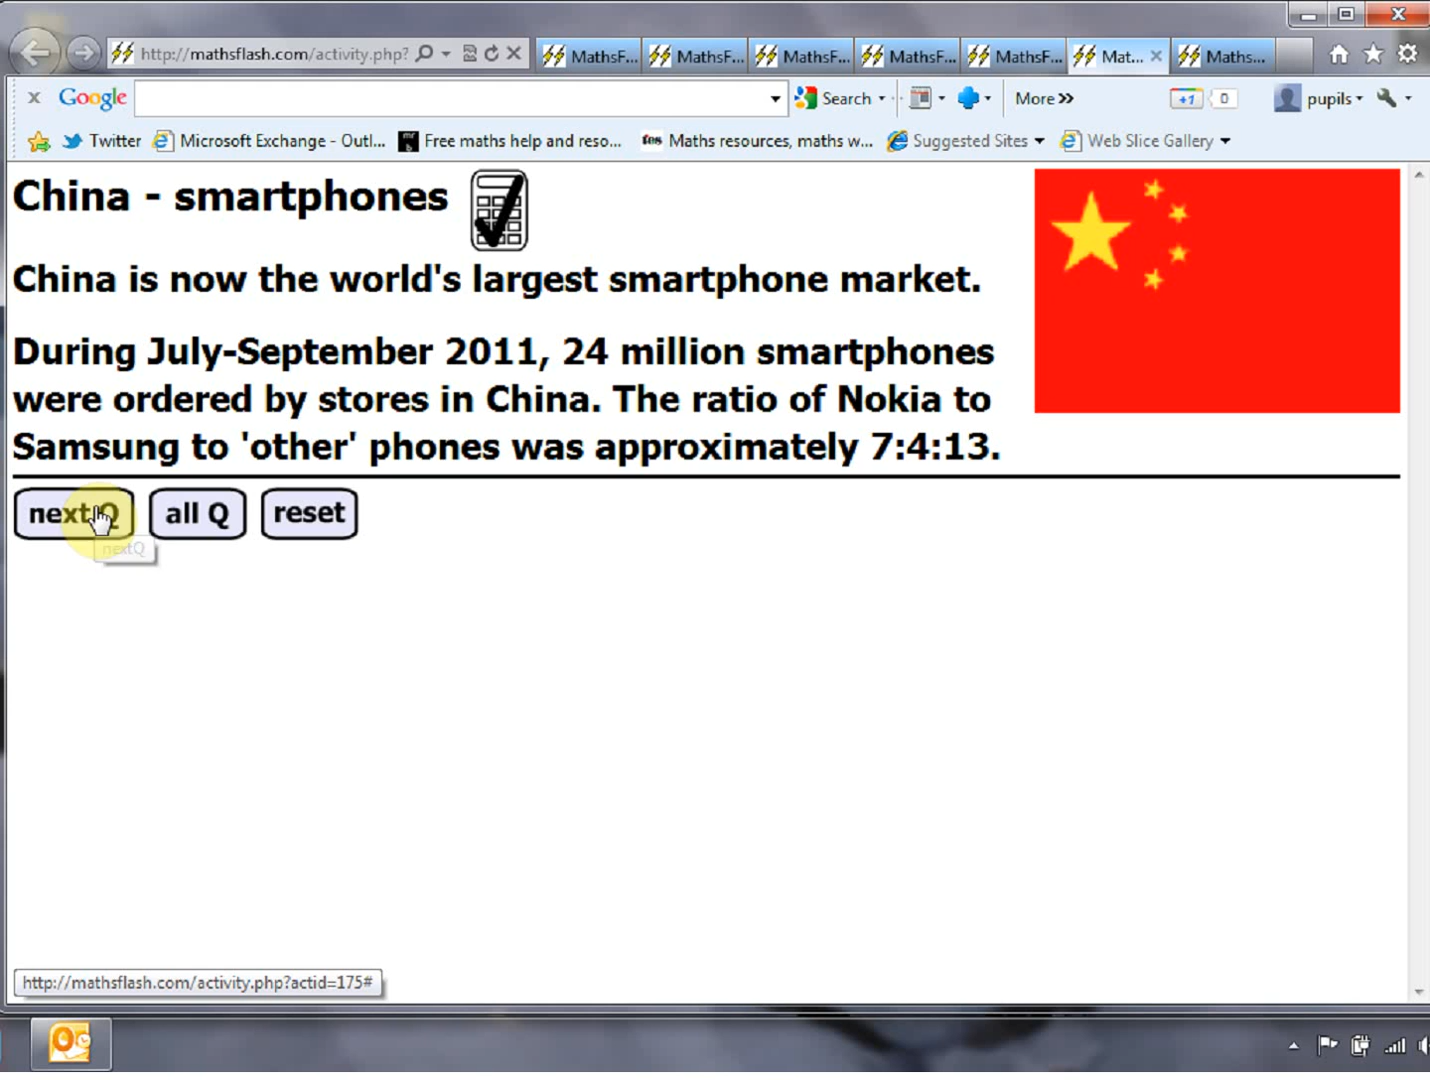 http://mathsflash.com/activity.php?
MathsF...
MathsF...
MathsF...
MathsF...
MathsF...
Mat...
Maths...
x Google
Search
More »
+1
0
pupils
Twitter
Microsoft Exchange - Outl...
Free maths help and reso...
tes
Maths resources, maths w...
Suggested Sites
Web Slice Gallery
China - smartphones
China is now the world's largest smartphone market.
During July-September 2011, 24 million smartphones
were ordered by stores in China. The ratio of Nokia to
Samsung to 'other' phones was approximately 7:4:13.
next Q
all Q
reset
nextQ
http://mathsflash.com/activity.php?actid=175#